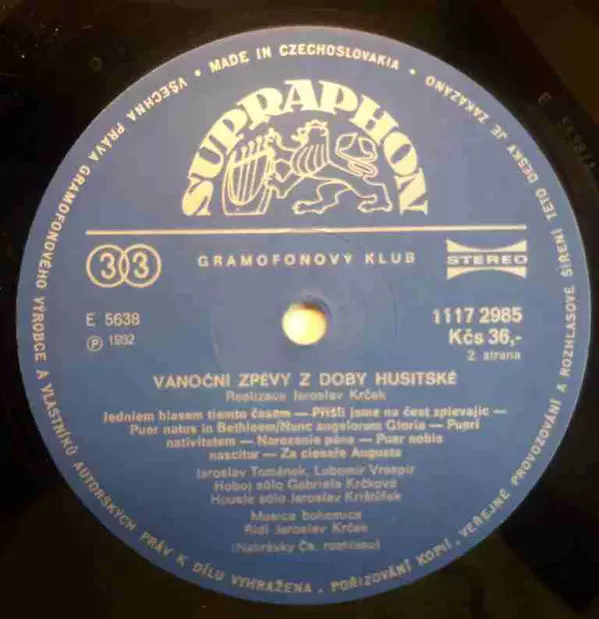 VŠECHNA PRÁVA GRAMOFONOVÉHO VÝROBCE A VLASTNÍKŮ AUTORSKÝCH PRÁV K DÍLU VYHRAŽENA. POŘIZOVÁNÍ KOPIÍ, VEŘEJNÉ PROVOZOVÁNÍ A ROZHLASOVÉ ŠÍŘENÍ TÉTO DESKY JE ZAKÁZÁNO • MADE IN CZECHOSLOVAKIA •
SUPRAPHON
33 GRAMOFONOVÝ KLUB STEREO
E 5638 1117 2985
Ⓟ 1982 Kčs 36,-
2. strana
VÁNOČNÍ ZPĚVY Z DOBY HUSITSKÉ
Realizace Jaroslav Krček
Jedniem hlasem tiemto časem — Přišli jsme na čest zpievajíc —
Puer natus in Bethleem/Nunc angelorum Gloria — Pueri
nativitatem — Narozenie pána — Puer nobis
nascitur — Za ciesaře Augusta
Jaroslav Tománek, Lubomír Vraspír
Hoboj sólo Gabriela Krčková
Housle sólo Jaroslav Krištůfek
Musica bohemica
Řídí Jaroslav Krček
(Nahrávky Čs. rozhlasu)